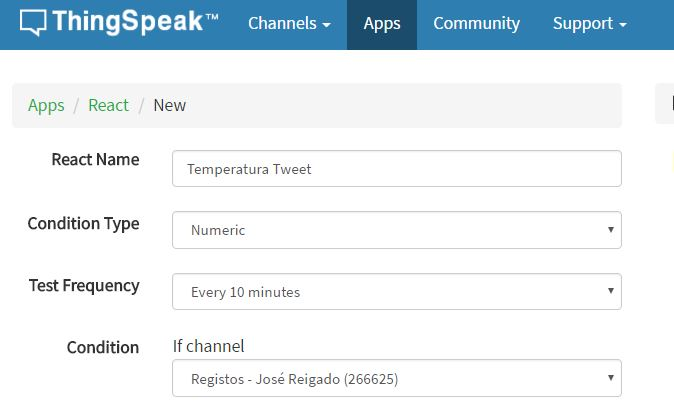 ThingSpeak™ Channels Apps Community Support
Apps / React / New
React Name Temperatura Tweet
Condition Type Numeric
Test Frequency Every 10 minutes
Condition If channel
Registos - José Reigado (266625)